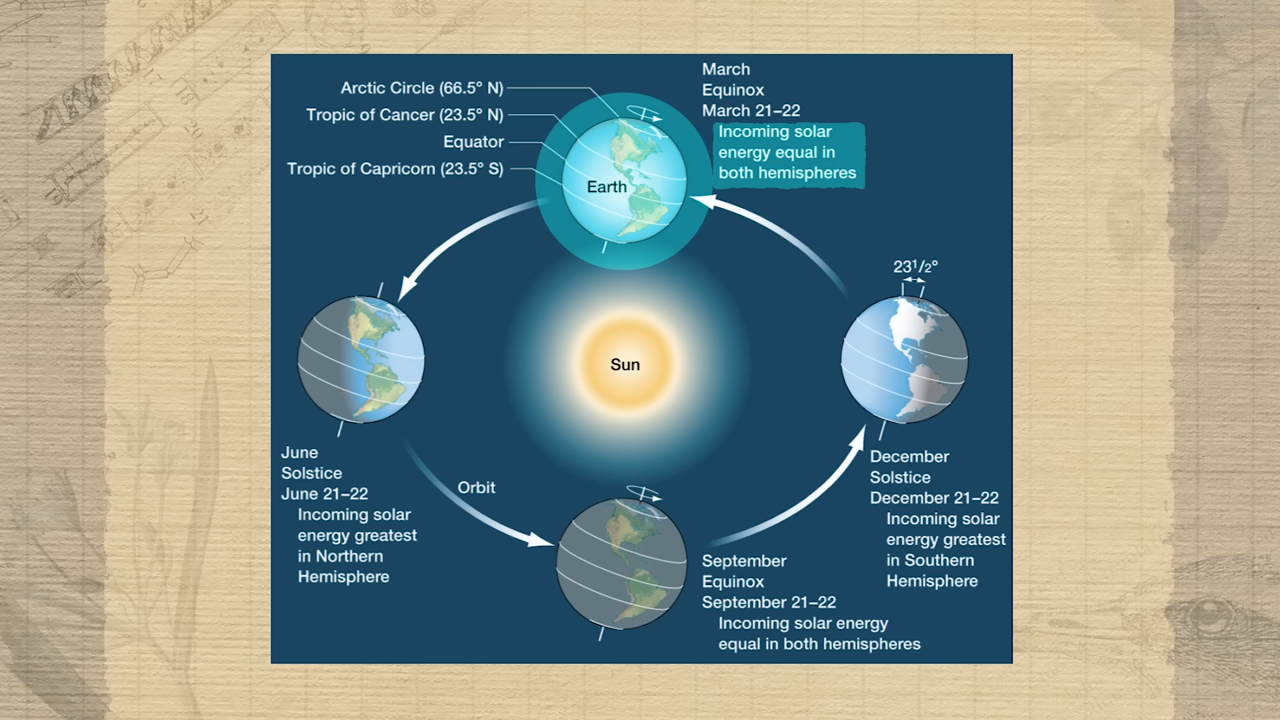 Arctic Circle (66.5° N)
Tropic of Cancer (23.5° N)
Equator
Tropic of Capricorn (23.5° S)
Earth
March
Equinox
March 21–22
Incoming solar
energy equal in
both hemispheres
23½°
Sun
June
Solstice
June 21–22
Incoming solar
energy greatest
in Northern
Hemisphere
Orbit
December
Solstice
December 21–22
Incoming solar
energy greatest
in Southern
Hemisphere
September
Equinox
September 21–22
Incoming solar energy
equal in both hemispheres